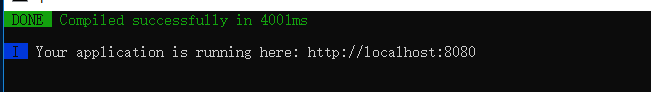 DONE Compiled successfully in 4001ms
I Your application is running here: http://localhost:8080